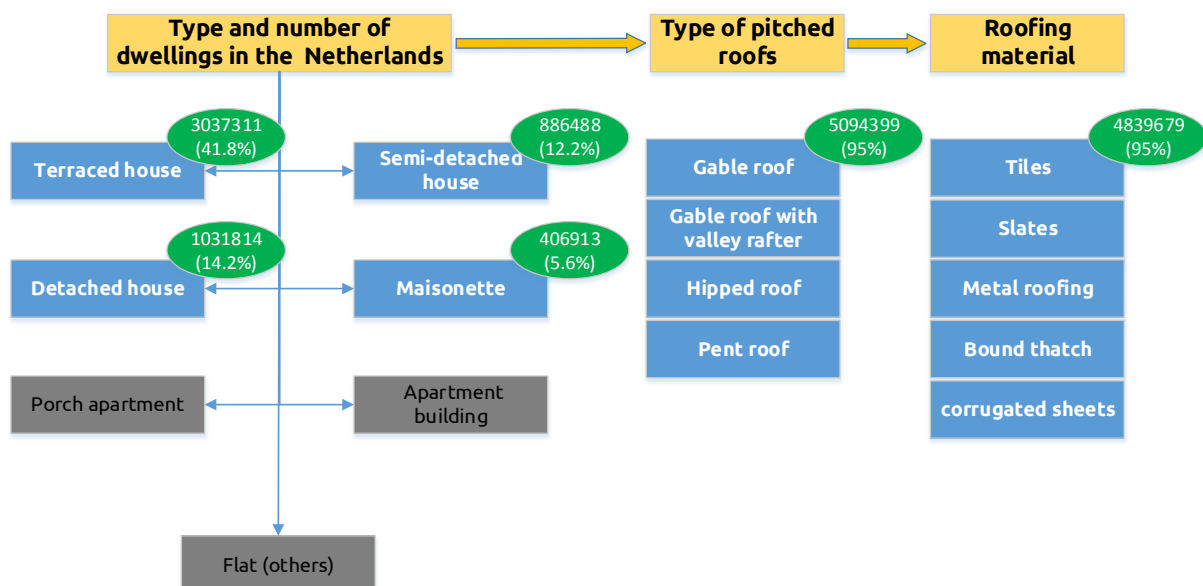 Type and number of
dwellings in the Netherlands
Type of pitched
roofs
Roofing
material
3037311
(41.8%)
Terraced house
886488
(12.2%)
Semi-detached
house
1031814
(14.2%)
Detached house
406913
(5.6%)
Maisonette
Porch apartment
Apartment
building
Flat (others)
5094399
(95%)
Gable roof
Gable roof with
valley rafter
Hipped roof
Pent roof
4839679
(95%)
Tiles
Slates
Metal roofing
Bound thatch
corrugated sheets